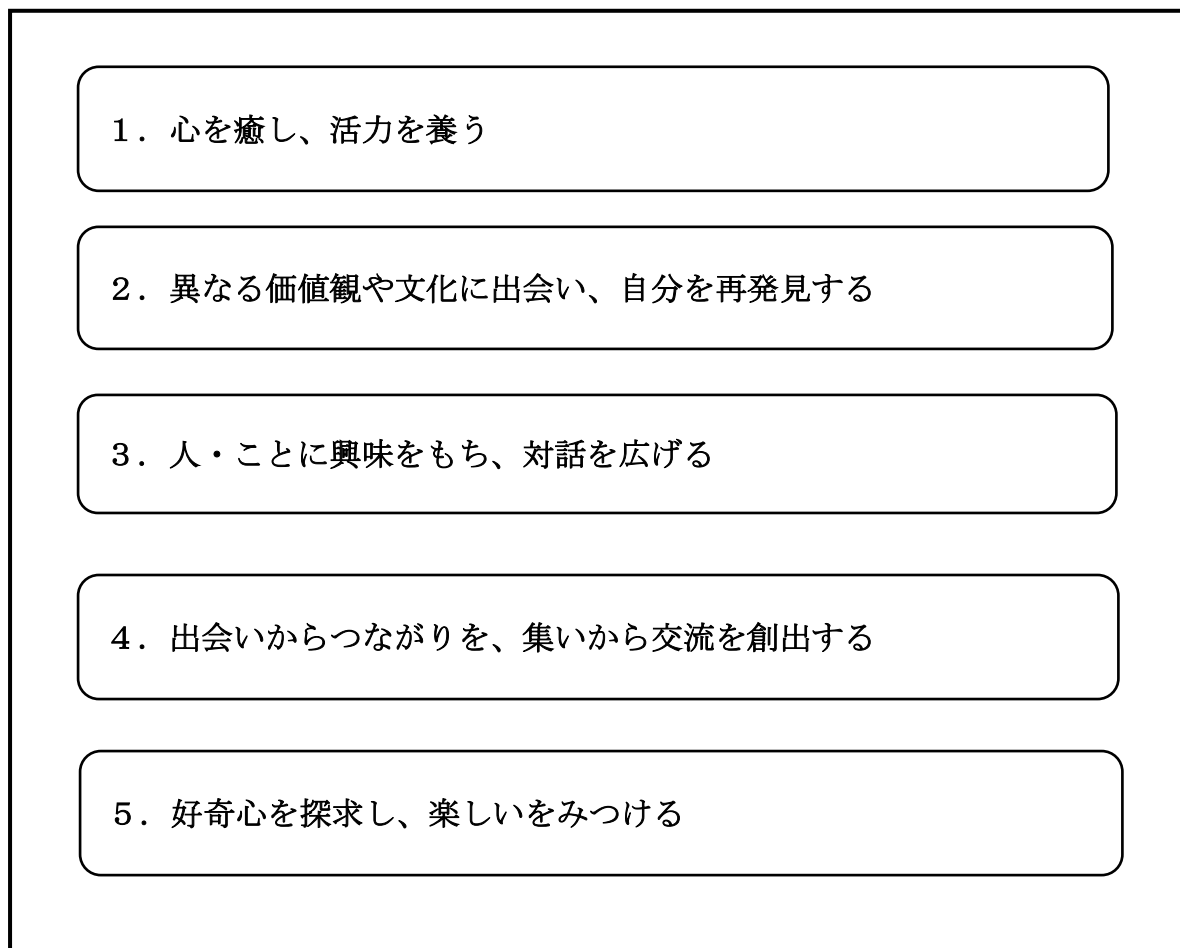 １．心を癒し、活力を養う
２．異なる価値観や文化に出会い、自分を再発見する
３．人・ことに興味をもち、対話を広げる
４．出会いからつながりを、集いから交流を創出する
５．好奇心を探求し、楽しいをみつける